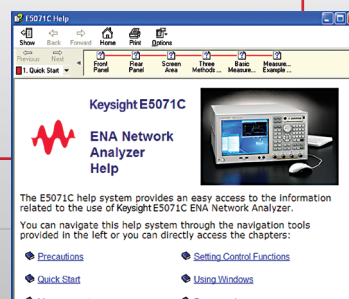 E5071C Help
Show Back Forward Home Print Options
Previous Next
1. Quick Start
Front Panel
Rear Panel
Screen Area
Three Methods ...
Basic Measure...
Measure... Example ...
Keysight E5071C
ENA Network
Analyzer
Help
The E5071C help system provides an easy access to the information
related to the use of Keysight E5071C ENA Network Analyzer.
You can navigate this help system through the navigation tools
provided in the left or you can directly access the chapters:
Precautions Setting Control Functions
Quick Start Using Windows